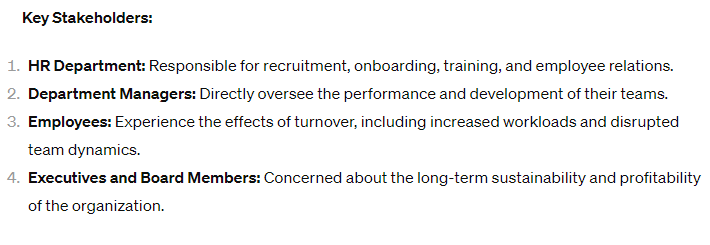 Key Stakeholders:
1. HR Department: Responsible for recruitment, onboarding, training, and employee relations.
2. Department Managers: Directly oversee the performance and development of their teams.
3. Employees: Experience the effects of turnover, including increased workloads and disrupted
team dynamics.
4. Executives and Board Members: Concerned about the long-term sustainability and profitability
of the organization.